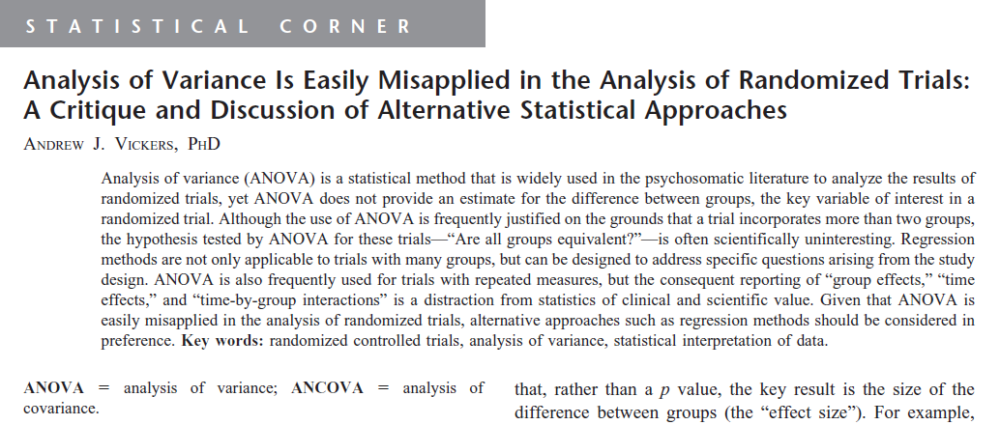 STATISTICAL CORNER
Analysis of Variance Is Easily Misapplied in the Analysis of Randomized Trials:
A Critique and Discussion of Alternative Statistical Approaches
ANDREW J. VICKERS, PHD
Analysis of variance (ANOVA) is a statistical method that is widely used in the psychosomatic literature to analyze the results of
randomized trials, yet ANOVA does not provide an estimate for the difference between groups, the key variable of interest in a
randomized trial. Although the use of ANOVA is frequently justified on the grounds that a trial incorporates more than two groups,
the hypothesis tested by ANOVA for these trials—“Are all groups equivalent?”—is often scientifically uninteresting. Regression
methods are not only applicable to trials with many groups, but can be designed to address specific questions arising from the study
design. ANOVA is also frequently used for trials with repeated measures, but the consequent reporting of “group effects,” “time
effects,” and “time-by-group interactions” is a distraction from statistics of clinical and scientific value. Given that ANOVA is
easily misapplied in the analysis of randomized trials, alternative approaches such as regression methods should be considered in
preference. Key words: randomized controlled trials, analysis of variance, statistical interpretation of data.
ANOVA = analysis of variance; ANCOVA = analysis of
covariance.
that, rather than a p value, the key result is the size of the
difference between groups (the “effect size”). For example,